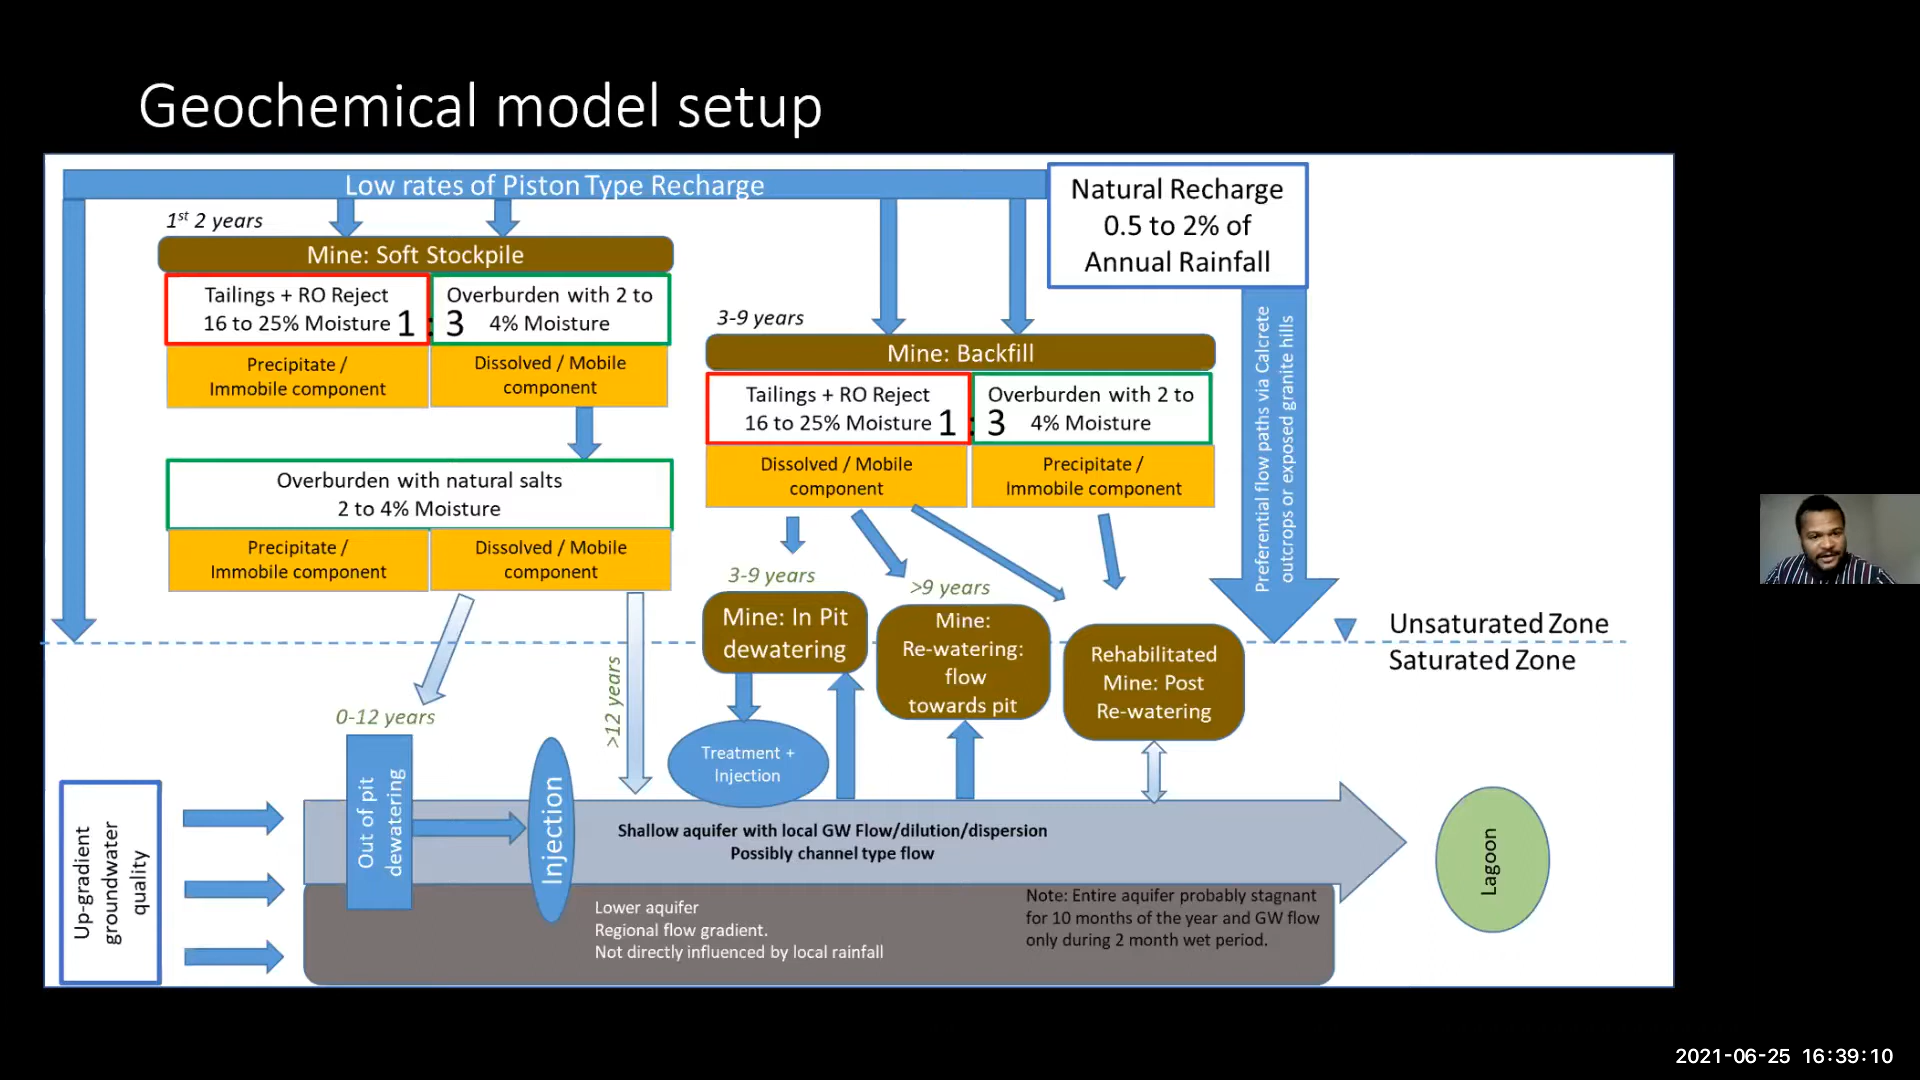 Geochemical model setup
Low rates of Piston Type Recharge
Natural Recharge
0.5 to 2% of
Annual Rainfall
1st 2 years
Mine: Soft Stockpile
Tailings + RO Reject
16 to 25% Moisture
1 : 3
Overburden with 2 to
4% Moisture
Precipitate /
Immobile component
Dissolved / Mobile
component
Overburden with natural salts
2 to 4% Moisture
Precipitate /
Immobile component
Dissolved / Mobile
component
3-9 years
Mine: Backfill
Tailings + RO Reject
16 to 25% Moisture
1 : 3
Overburden with 2 to
4% Moisture
Dissolved / Mobile
component
Precipitate /
Immobile component
Preferential flow paths via Calcrete
outcrops or exposed granite hills
3-9 years
Mine: In Pit
dewatering
>9 years
Mine:
Re-watering:
flow
towards pit
Rehabilitated
Mine: Post
Re-watering
Unsaturated Zone
Saturated Zone
0-12 years
>12 years
Treatment +
Injection
Up-gradient
groundwater
quality
Out of pit
dewatering
Injection
Shallow aquifer with local GW Flow/dilution/dispersion
Possibly channel type flow
Lagoon
Lower aquifer
Regional flow gradient.
Not directly influenced by local rainfall
Note: Entire aquifer probably stagnant
for 10 months of the year and GW flow
only during 2 month wet period.
2021-06-25 16:39:10